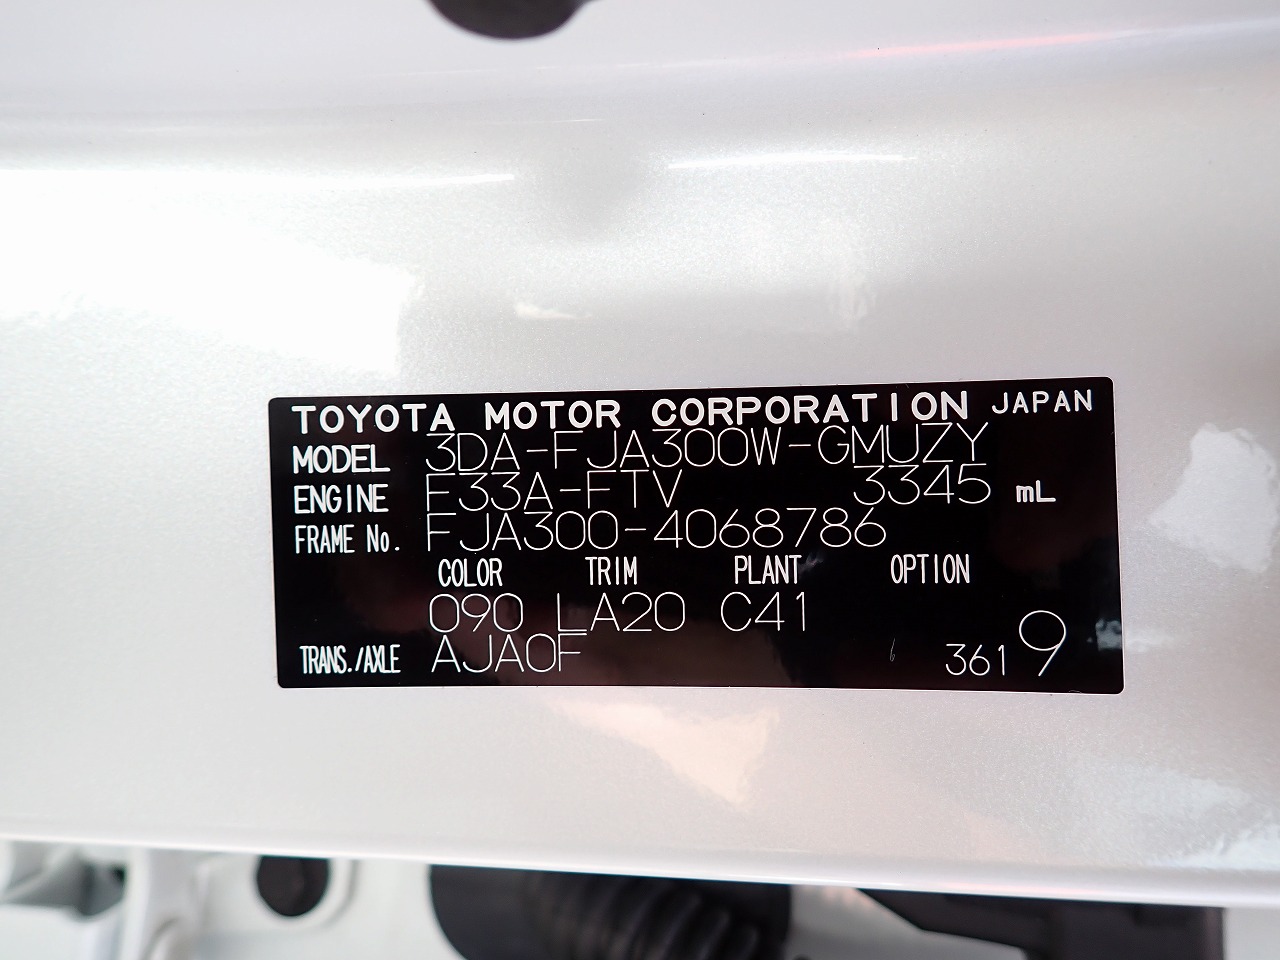 TOYOTA MOTOR CORPORATION JAPAN
MODEL 3DA-FJA300W-GMUZY
ENGINE F33A-FTV 3345 mL
FRAME No. FJA300-4068786
COLOR TRIM PLANT OPTION
090 LA20 C41
TRANS./AXLE AJA0F 3619